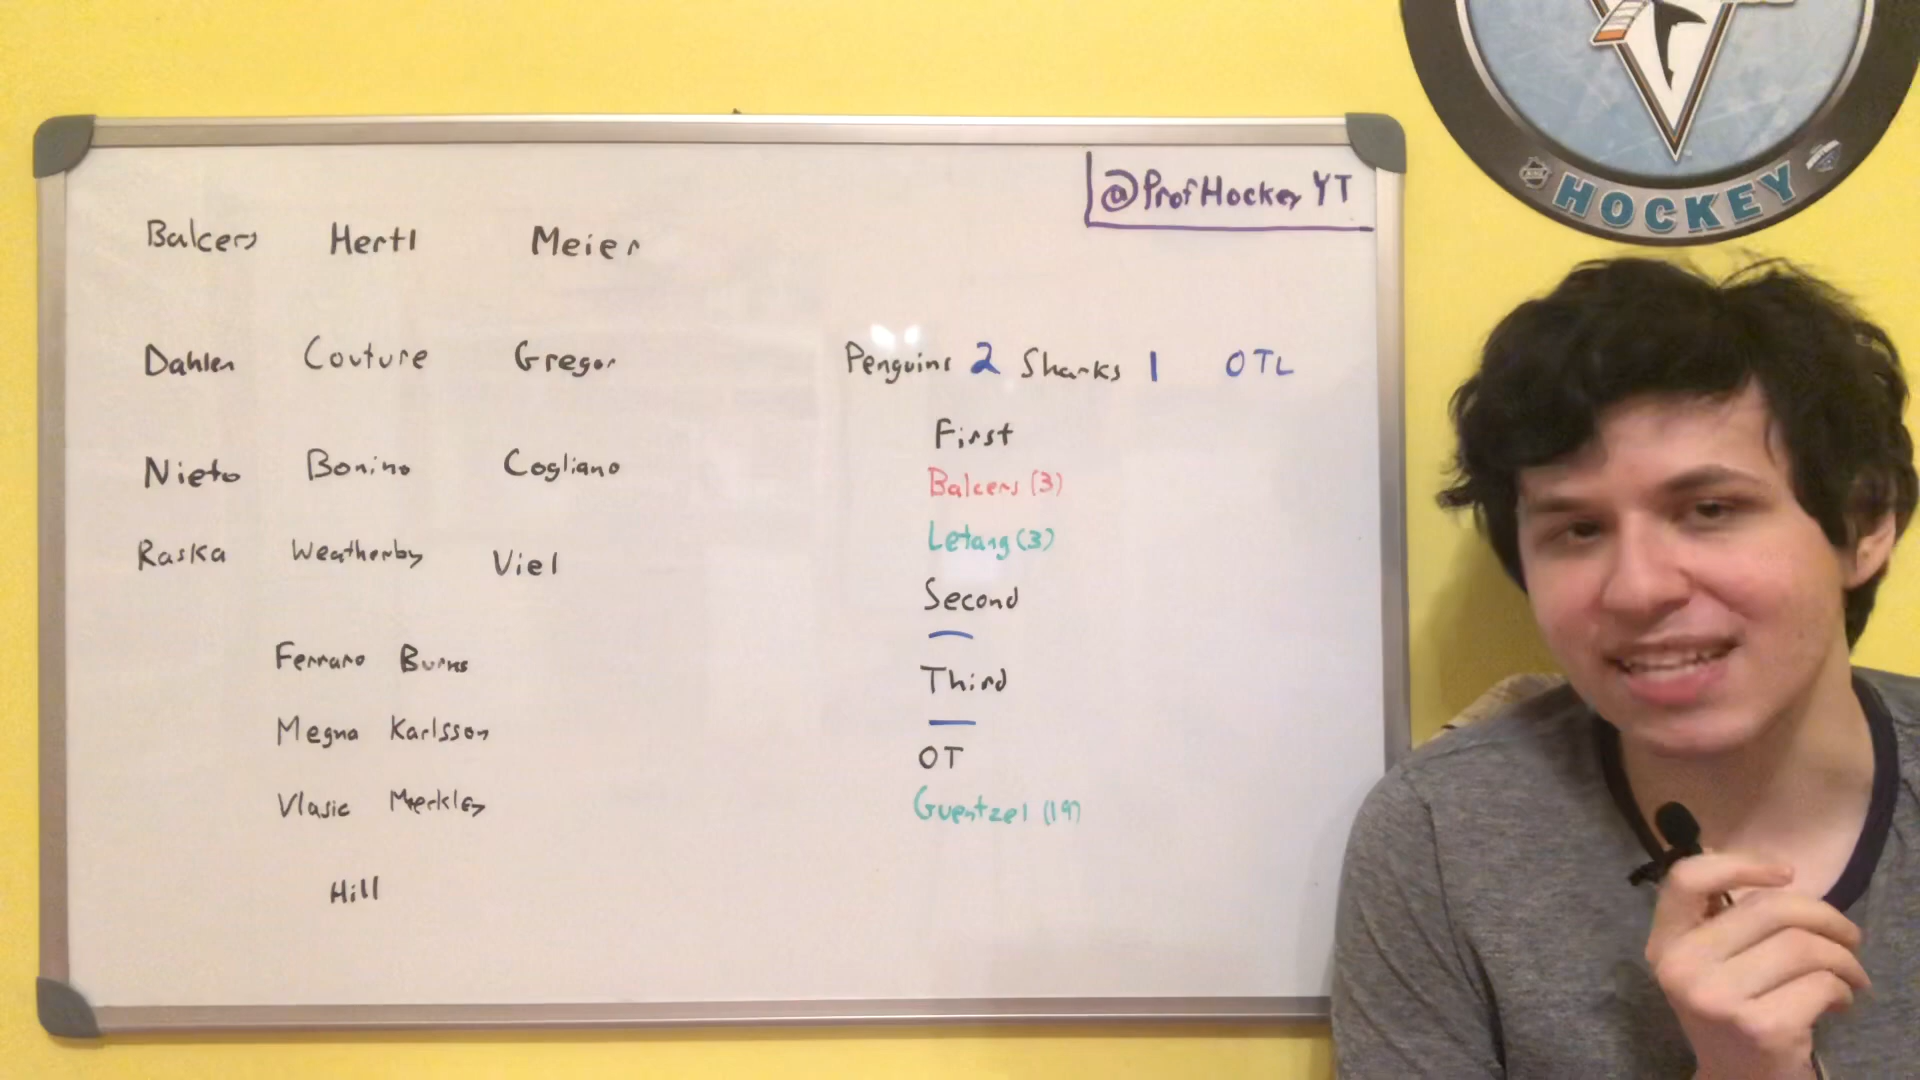 @ProfHockeyYT
HOCKEY
Balcers Hertl Meier
Dahlen Couture Gregor
Nieto Bonino Cogliano
Raska Weatherby Viel
Ferraro Burns
Megna Karlsson
Vlasic Merkley
Hill
Penguins 2 Sharks 1 OTL
First
Balcers (3)
Letang (3)
Second
—
Third
—
OT
Guentzel (19)